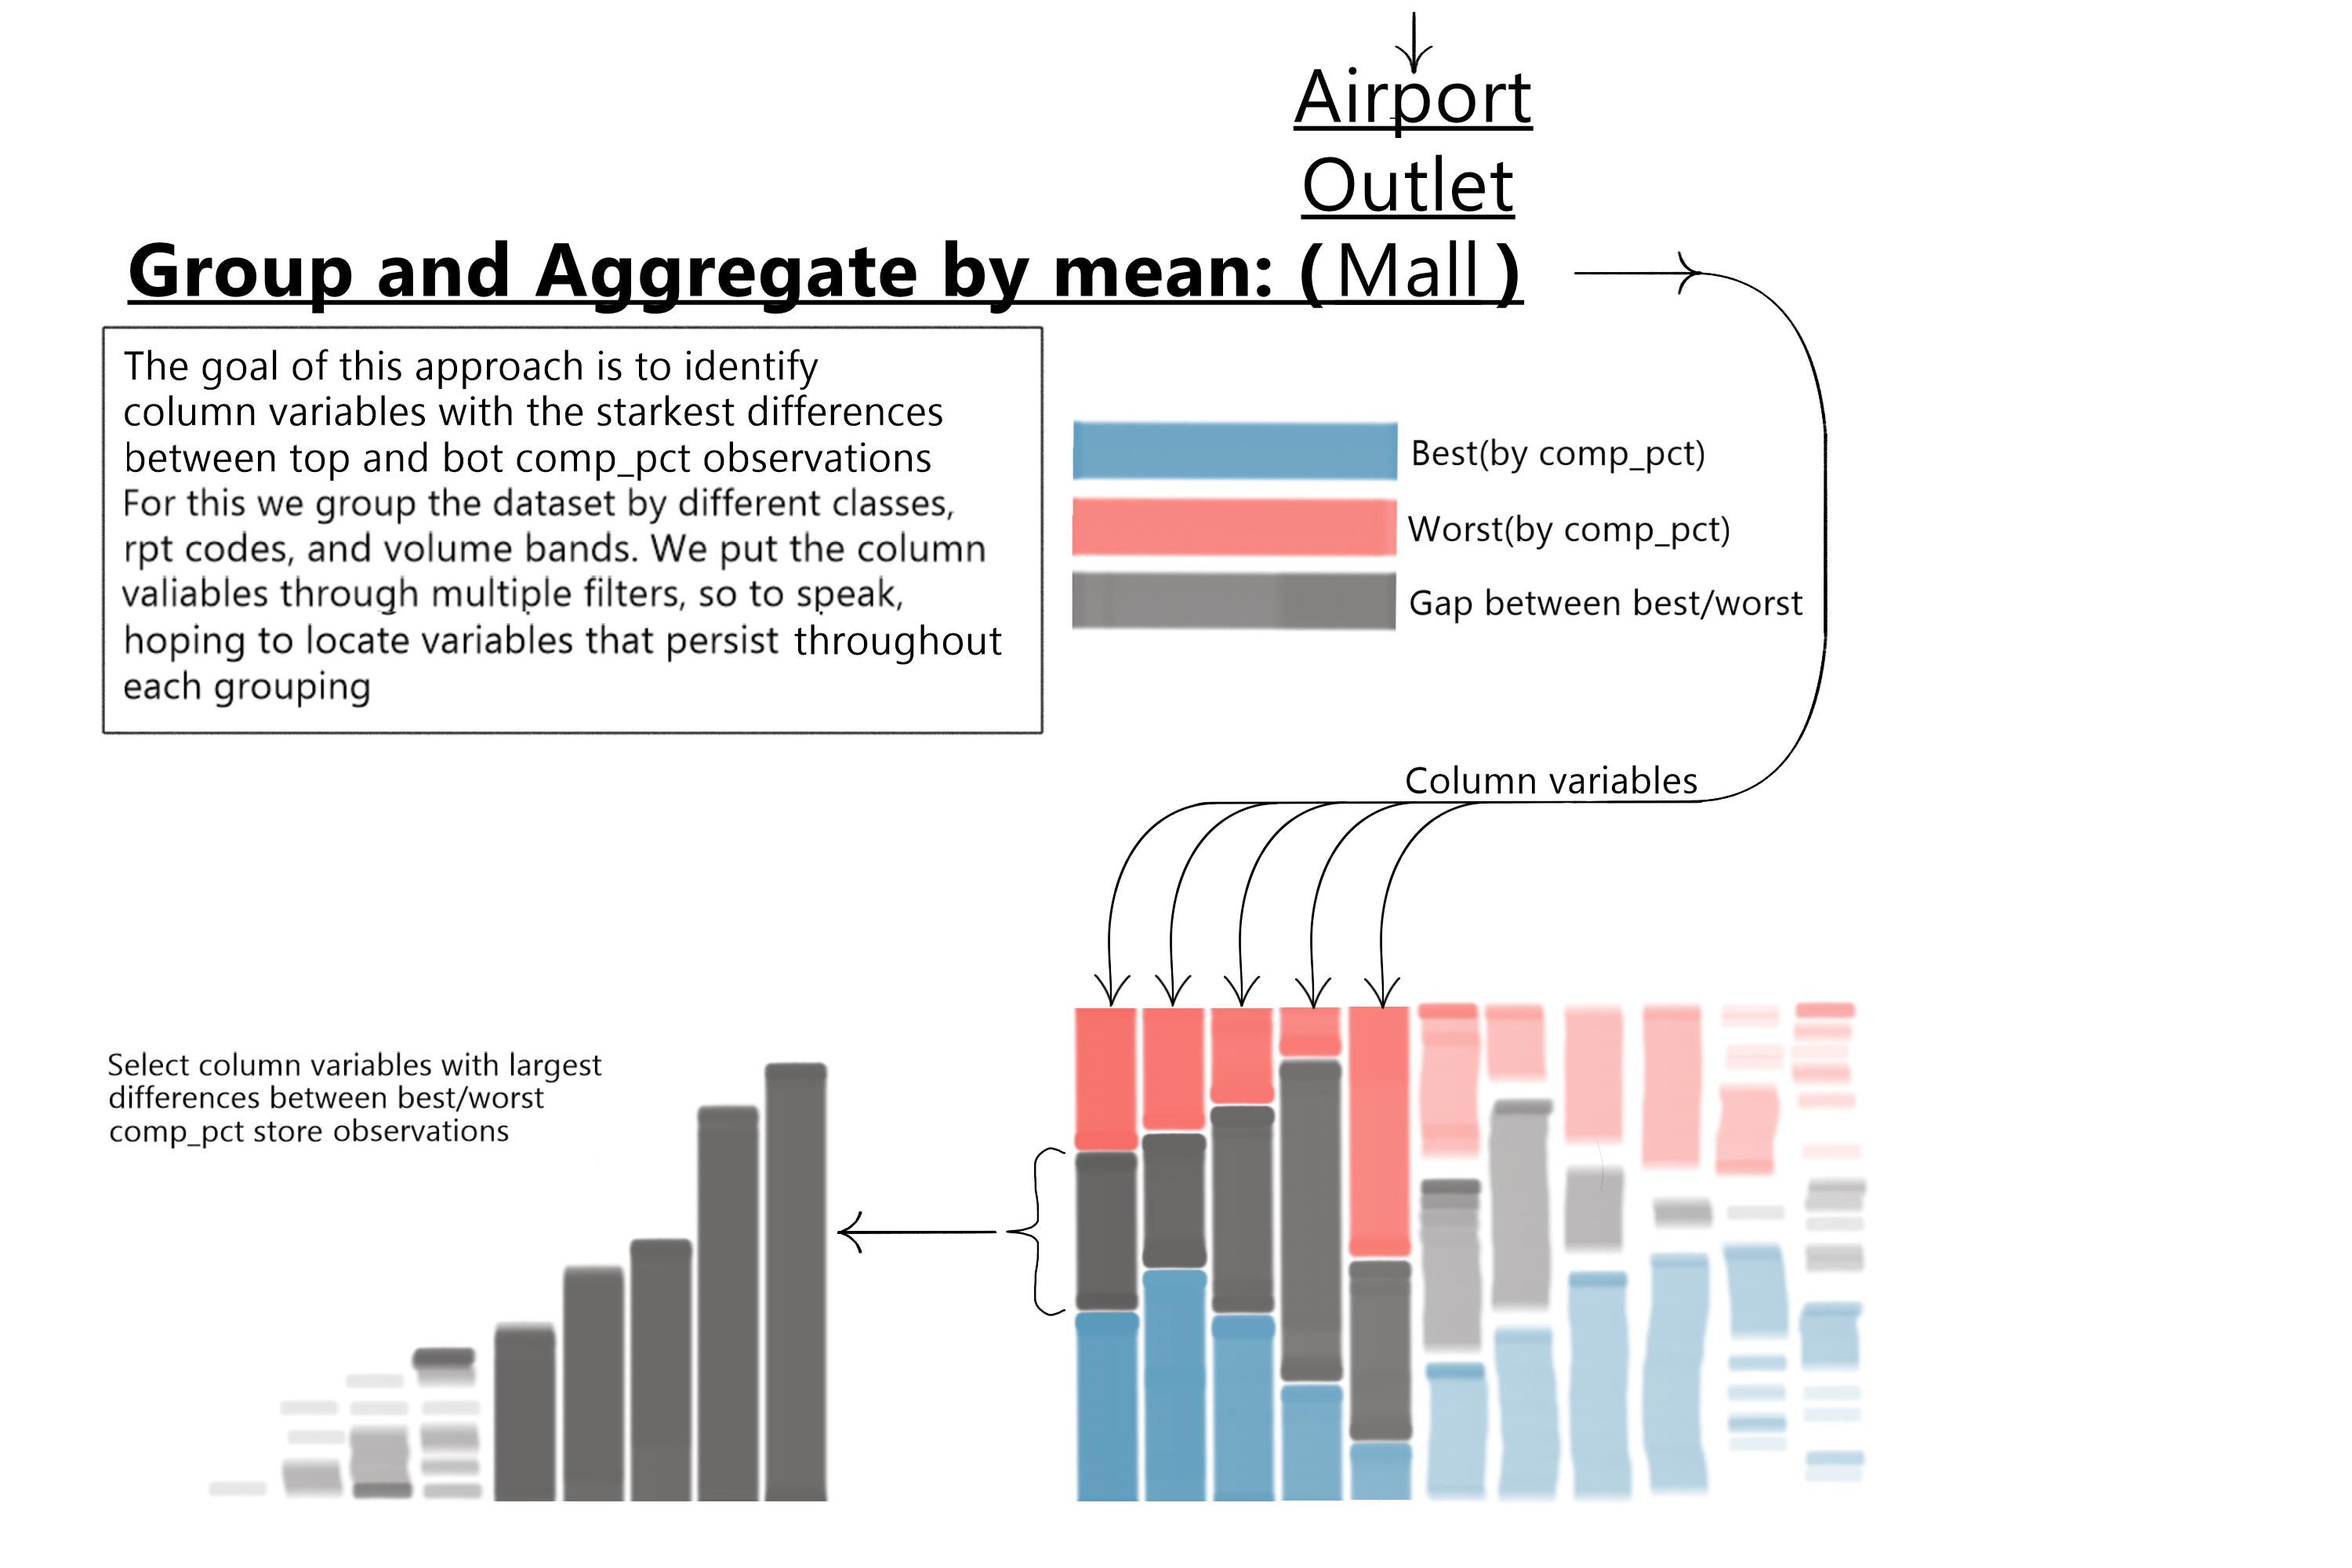 Airport
Outlet
Group and Aggregate by mean: (Mall)
The goal of this approach is to identify
column variables with the starkest differences
between top and bot comp_pct observations
For this we group the dataset by different classes,
rpt codes, and volume bands. We put the column
valiables through multiple filters, so to speak,
hoping to locate variables that persist throughout
each grouping
Best(by comp_pct)
Worst(by comp_pct)
Gap between best/worst
Column variables
Select column variables with largest
differences between best/worst
comp_pct store observations